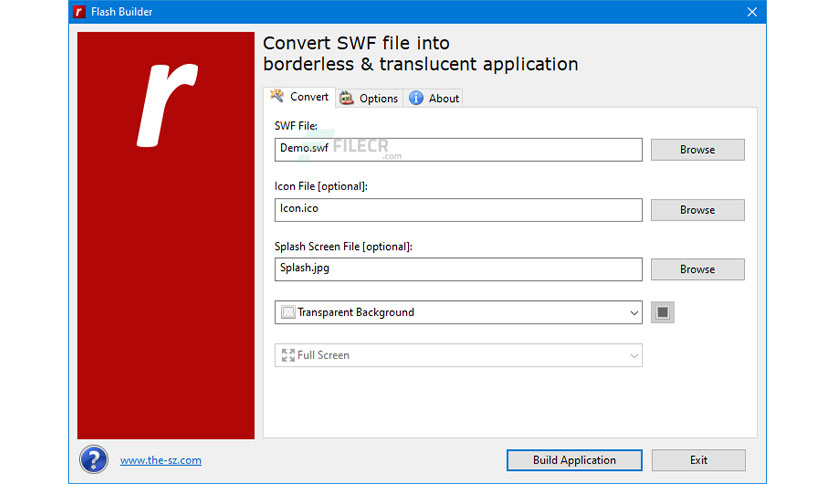 Flash Builder
r
Convert SWF file into
borderless & translucent application
Convert
Options
About
SWF File:
Demo.swf
FILECR
.com
Browse
Icon File [optional]:
Icon.ico
Browse
Splash Screen File [optional]:
Splash.jpg
Browse
Transparent Background
Full Screen
?
www.the-sz.com
Build Application
Exit